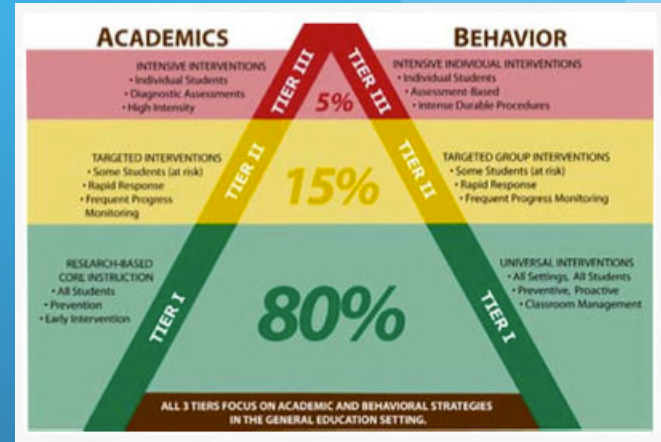 ACADEMICS
BEHAVIOR
INTENSIVE INTERVENTIONS
• Individual Students
• Diagnostic Assessments
• High Intensity
TIER III
5%
TIER III
INTENSIVE INDIVIDUAL INTERVENTIONS
• Individual Students
• Assessment-Based
• Intense Durable Procedures
TARGETED INTERVENTIONS
• Some Students (at risk)
• Rapid Response
• Frequent Progress
Monitoring
TIER II
15%
TIER II
TARGETED GROUP INTERVENTIONS
• Some Students (at risk)
• Rapid Response
• Frequent Progress Monitoring
RESEARCH-BASED
CORE INSTRUCTION
• All Students
• Prevention
• Early Intervention
TIER I
80%
TIER I
UNIVERSAL INTERVENTIONS
• All Settings, All Students
• Preventive, Proactive
• Classroom Management
ALL 3 TIERS FOCUS ON ACADEMIC AND BEHAVIORAL STRATEGIES
IN THE GENERAL EDUCATION SETTING.